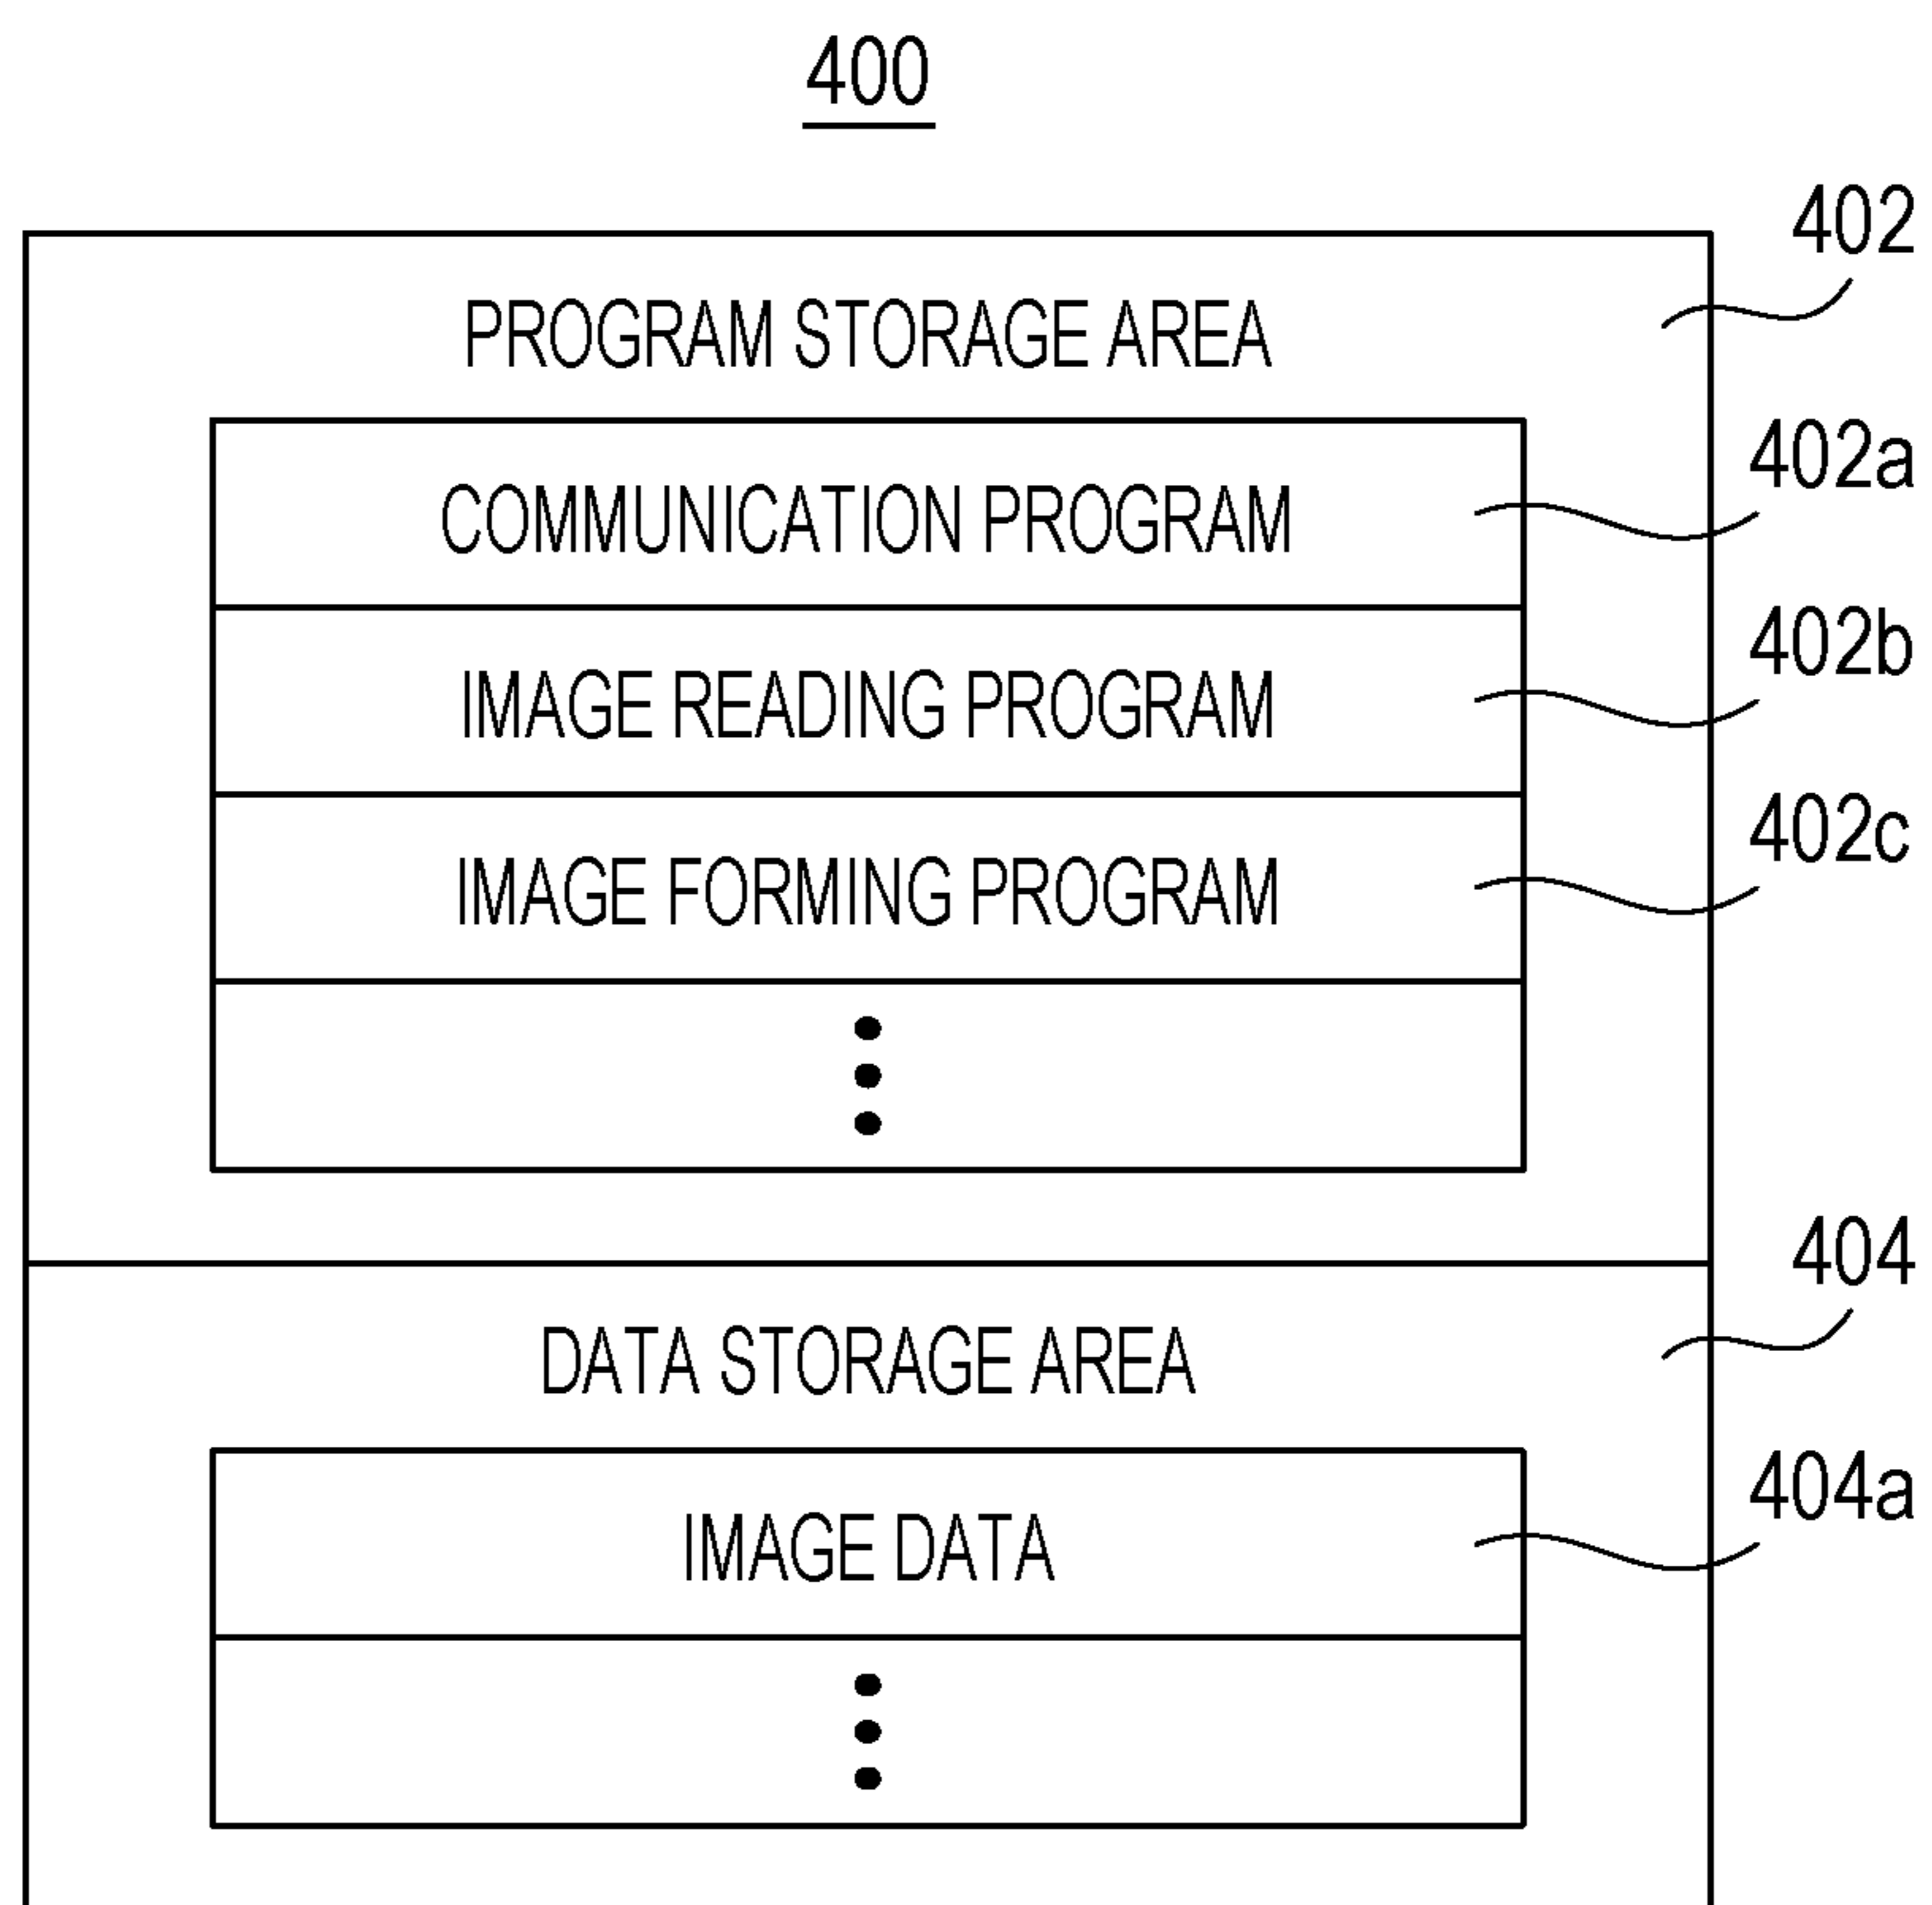 400
402
PROGRAM STORAGE AREA
402a
COMMUNICATION PROGRAM
402b
IMAGE READING PROGRAM
402c
IMAGE FORMING PROGRAM
404
DATA STORAGE AREA
404a
IMAGE DATA